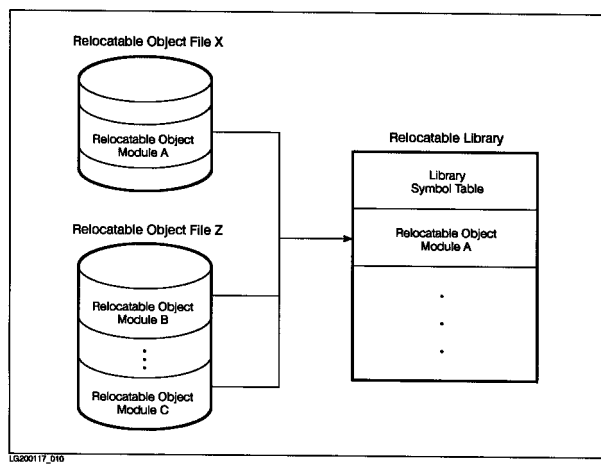 Relocatable Object File X
Relocatable Object
Module A
Relocatable Object File Z
Relocatable Object
Module B
Relocatable Object
Module C
Relocatable Library
Library
Symbol Table
Relocatable Object
Module A
LG200117_010